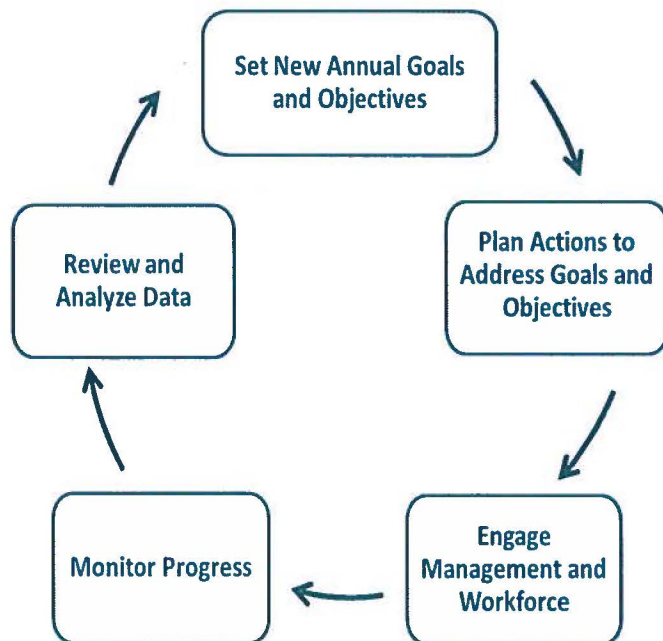 Set New Annual Goals
and Objectives
Plan Actions to
Address Goals and
Objectives
Engage
Management and
Workforce
Monitor Progress
Review and
Analyze Data